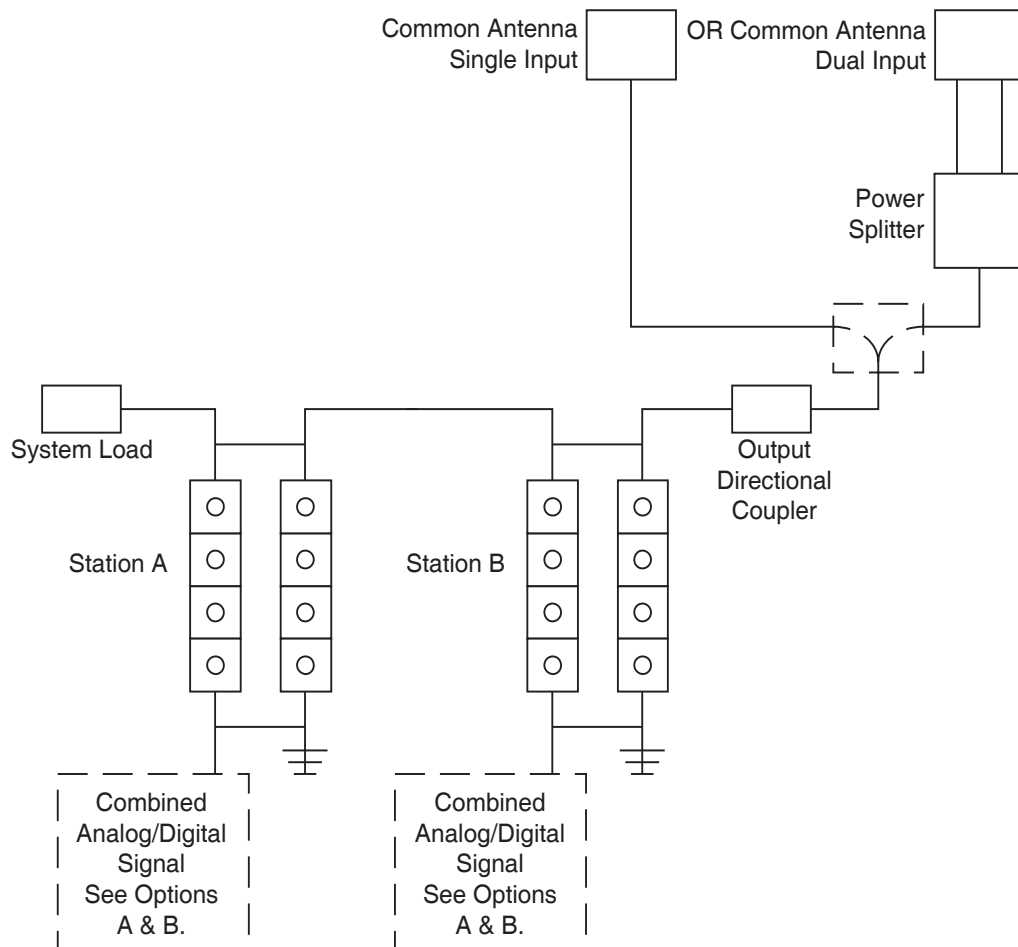 Common Antenna
Single Input
OR Common Antenna
Dual Input
Power
Splitter
System Load
Output
Directional
Coupler
Station A
Station B
Combined
Analog/Digital
Signal
See Options
A & B.
Combined
Analog/Digital
Signal
See Options
A & B.